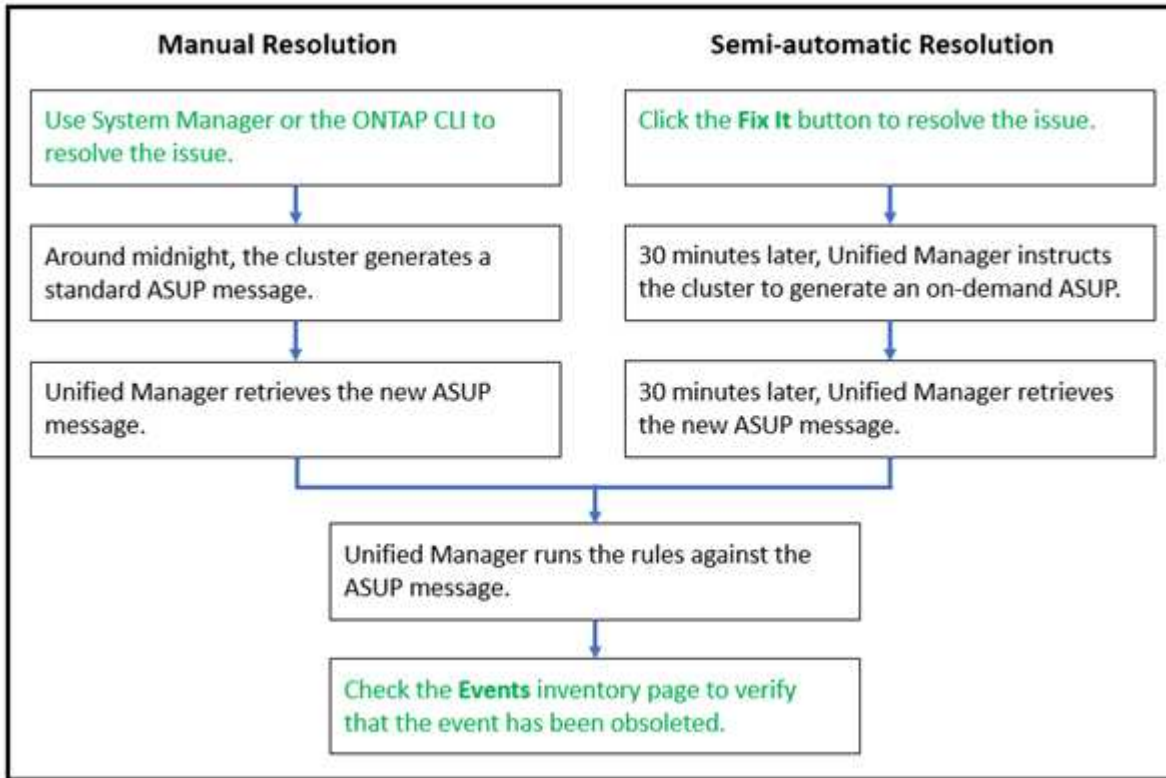 Manual Resolution
Semi-automatic Resolution
Use System Manager or the ONTAP CLI to
resolve the issue.
Click the Fix It button to resolve the issue.
Around midnight, the cluster generates a
standard ASUP message.
30 minutes later, Unified Manager instructs
the cluster to generate an on-demand ASUP.
Unified Manager retrieves the new ASUP
message.
30 minutes later, Unified Manager retrieves
the new ASUP message.
Unified Manager runs the rules against the
ASUP message.
Check the Events inventory page to verify
that the event has been obsoleted.